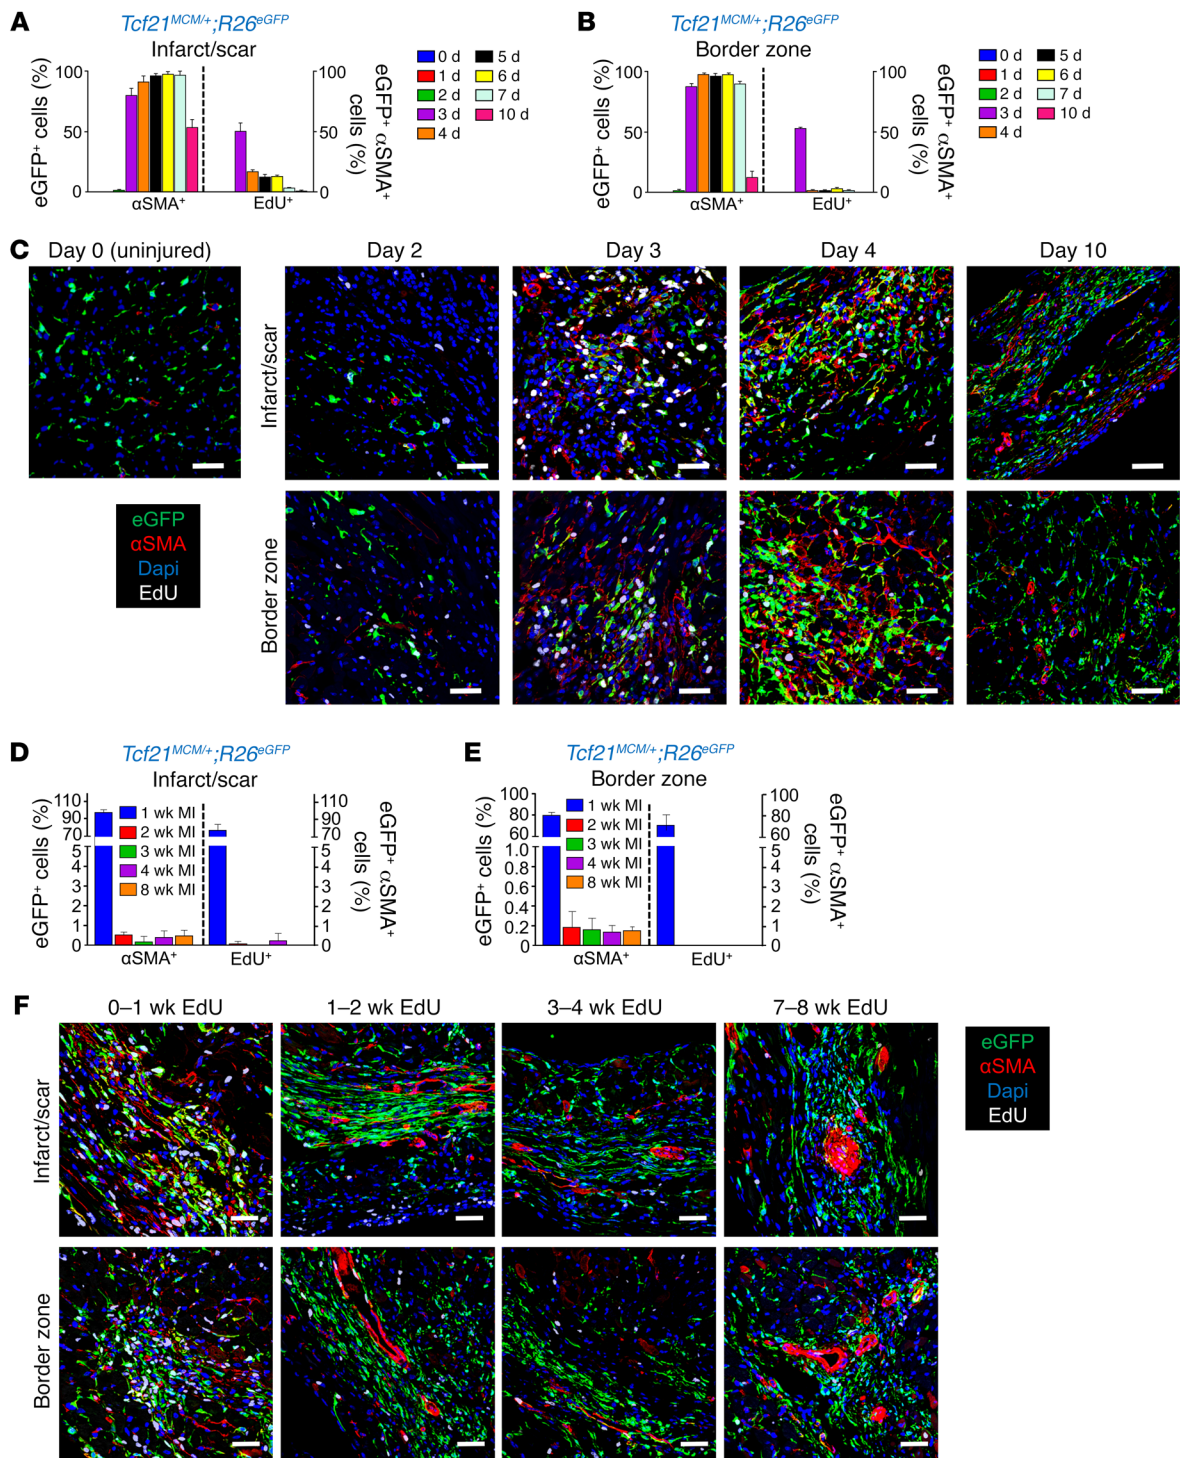 A
Tcf21MCM/+;R26eGFP
Infarct/scar
eGFP+ cells (%)
100
50
0
αSMA+
EdU+
100
50
0
eGFP+ αSMA+
cells (%)
0 d
1 d
2 d
3 d
4 d
5 d
6 d
7 d
10 d
B
Tcf21MCM/+;R26eGFP
Border zone
eGFP+ cells (%)
100
50
0
αSMA+
EdU+
100
50
0
eGFP+ αSMA+
cells (%)
0 d
1 d
2 d
3 d
4 d
5 d
6 d
7 d
10 d
C
Day 0 (uninjured)
Day 2
Day 3
Day 4
Day 10
Infarct/scar
Border zone
eGFP
αSMA
Dapi
EdU
D
Tcf21MCM/+;R26eGFP
Infarct/scar
eGFP+ cells (%)
110
90
70
5
4
3
2
1
0
αSMA+
EdU+
1 wk MI
2 wk MI
3 wk MI
4 wk MI
8 wk MI
110
90
70
5
4
3
2
1
0
eGFP+ αSMA+
cells (%)
E
Tcf21MCM/+;R26eGFP
Border zone
eGFP+ cells (%)
100
80
60
1.0
0.8
0.6
0.4
0.2
0
αSMA+
EdU+
1 wk MI
2 wk MI
3 wk MI
4 wk MI
8 wk MI
100
80
60
5
4
3
2
1
0
eGFP+ αSMA+
cells (%)
F
0–1 wk EdU
1–2 wk EdU
3–4 wk EdU
7–8 wk EdU
Infarct/scar
Border zone
eGFP
αSMA
Dapi
EdU